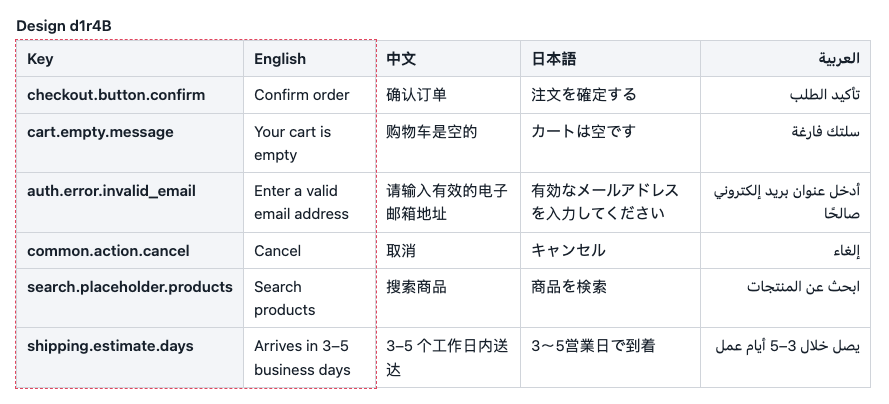 Design d1r4B
Key English 中文 日本語 العربية
checkout.button.confirm Confirm order 确认订单 注文を確定する تأكيد الطلب
cart.empty.message Your cart is 购物车是空的 カートは空です سلتك فارغة
empty
auth.error.invalid_email Enter a valid 请输入有效的电子 有効なメールアドレス أدخل عنوان بريد إلكتروني
email address 邮箱地址 を入力してください صالحًا
common.action.cancel Cancel 取消 キャンセル إلغاء
search.placeholder.products Search 搜索商品 商品を検索 ابحث عن المنتجات
products
shipping.estimate.days Arrives in 3–5 3–5 个工作日内送 3〜5営業日で到着 يصل خلال 3–5 أيام عمل
business days 达